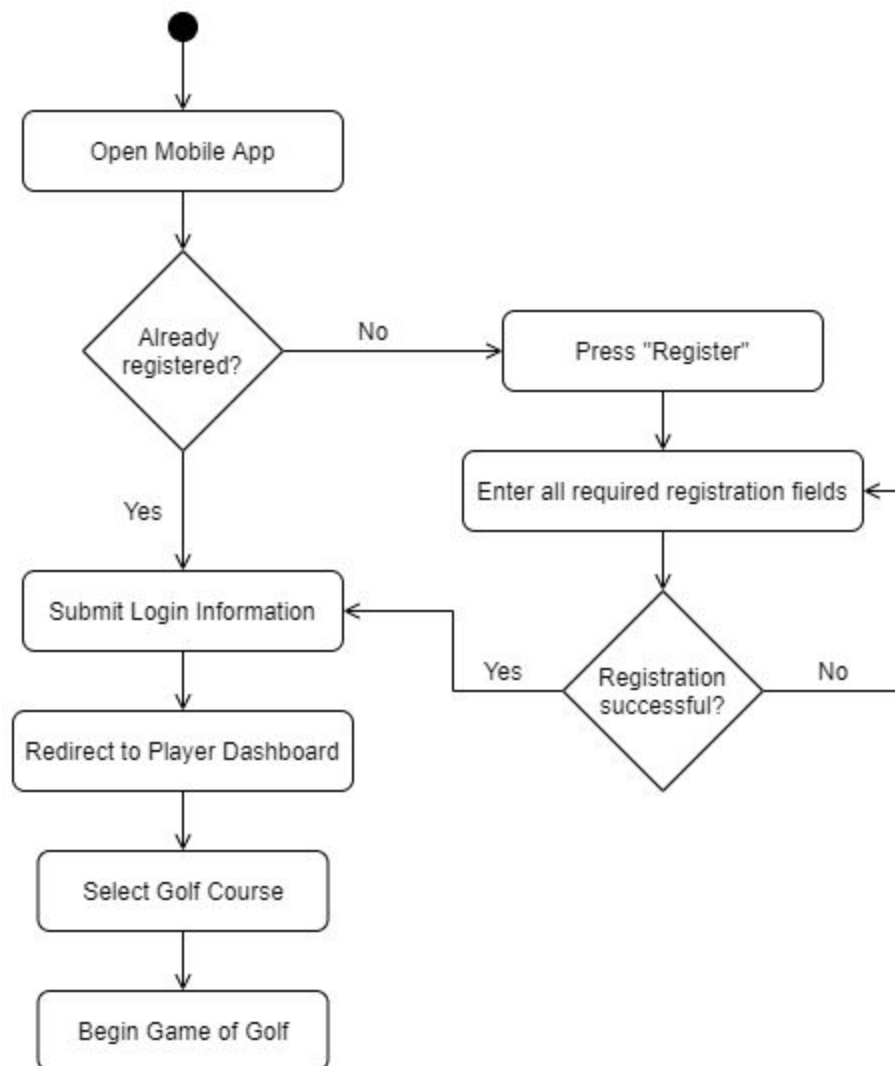 Open Mobile App
Already
registered?
No
Press "Register"
Enter all required registration fields
Yes
Submit Login Information
Yes
Registration
successful?
No
Redirect to Player Dashboard
Select Golf Course
Begin Game of Golf